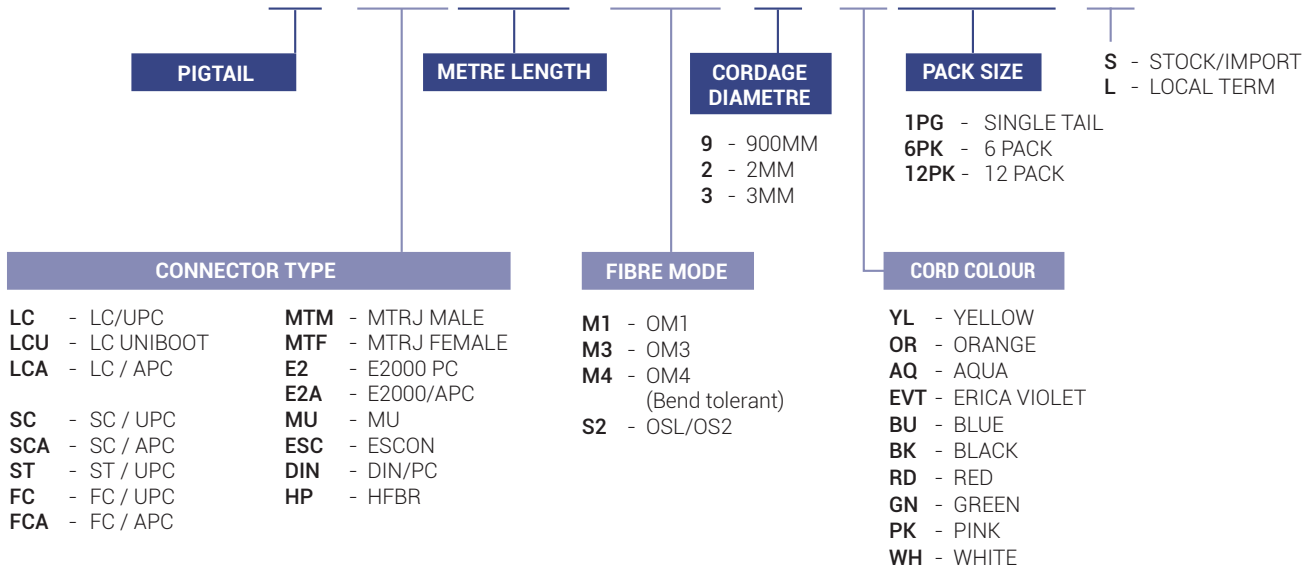 PIGTAIL
METRE LENGTH
CORDAGE
DIAMETRE
9 - 900MM
2 - 2MM
3 - 3MM
PACK SIZE
1PG - SINGLE TAIL
6PK - 6 PACK
12PK - 12 PACK
S - STOCK/IMPORT
L - LOCAL TERM
CONNECTOR TYPE
LC - LC/UPC
LCU - LC UNIBOOT
LCA - LC / APC
SC - SC / UPC
SCA - SC / APC
ST - ST / UPC
FC - FC / UPC
FCA - FC / APC
MTM - MTRJ MALE
MTF - MTRJ FEMALE
E2 - E2000 PC
E2A - E2000/APC
MU - MU
ESC - ESCON
DIN - DIN/PC
HP - HFBR
FIBRE MODE
M1 - OM1
M3 - OM3
M4 - OM4
(Bend tolerant)
S2 - OSL/OS2
CORD COLOUR
YL - YELLOW
OR - ORANGE
AQ - AQUA
EVT - ERICA VIOLET
BU - BLUE
BK - BLACK
RD - RED
GN - GREEN
PK - PINK
WH - WHITE